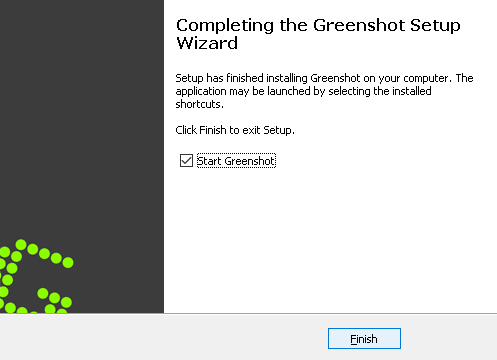 Completing the Greenshot Setup
Wizard
Setup has finished installing Greenshot on your computer. The
application may be launched by selecting the installed
shortcuts.
Click Finish to exit Setup.
Start Greenshot
Finish